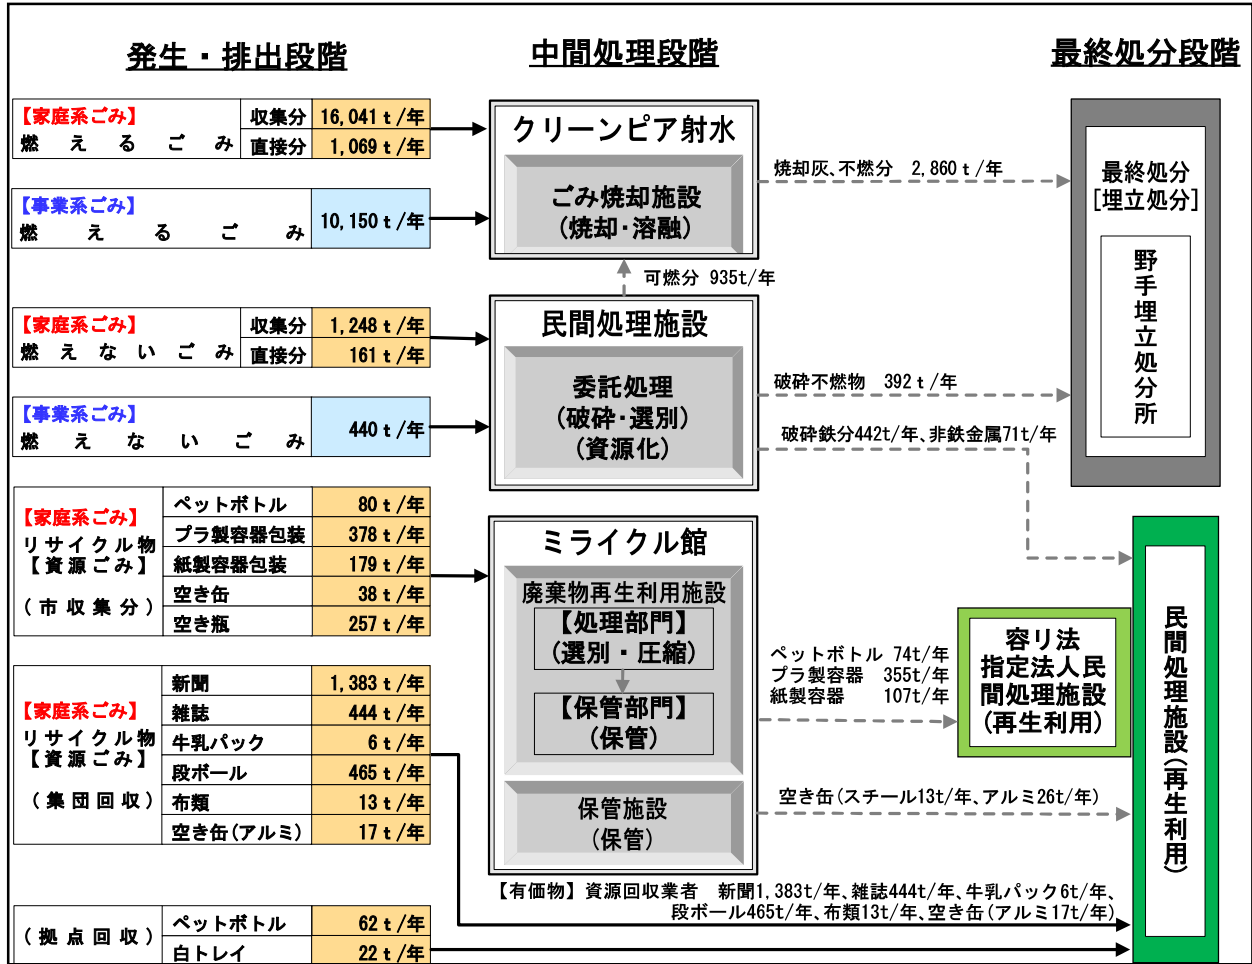 発生・排出段階
中間処理段階
最終処分段階
【家庭系ごみ】
燃えるごみ
収集分 16,041ｔ/年
直接分 1,069ｔ/年
【事業系ごみ】
燃えるごみ
10,150ｔ/年
【家庭系ごみ】
燃えないごみ
収集分 1,248ｔ/年
直接分 161ｔ/年
【事業系ごみ】
燃えないごみ
440ｔ/年
【家庭系ごみ】
リサイクル物
【資源ごみ】
(市収集分)
ペットボトル 80ｔ/年
プラ製容器包装 378ｔ/年
紙製容器包装 179ｔ/年
空き缶 38ｔ/年
空き瓶 257ｔ/年
【家庭系ごみ】
リサイクル物
【資源ごみ】
(集団回収)
新聞 1,383ｔ/年
雑誌 444ｔ/年
牛乳パック 6ｔ/年
段ボール 465ｔ/年
布類 13ｔ/年
空き缶(アルミ) 17ｔ/年
(拠点回収)
ペットボトル 62ｔ/年
白トレイ 22ｔ/年
クリーンピア射水
ごみ焼却施設
(焼却・溶融)
可燃分 935t/年
民間処理施設
委託処理
(破砕・選別)
(資源化)
ミライクル館
廃棄物再生利用施設
【処理部門】
(選別・圧縮)
【保管部門】
(保管)
保管施設
(保管)
焼却灰、不燃分 2,860ｔ/年
破砕不燃物 392ｔ/年
破砕鉄分442t/年、非鉄金属71t/年
ペットボトル 74t/年
プラ製容器 355t/年
紙製容器 107t/年
空き缶(スチール13t/年、アルミ26t/年)
【有価物】資源回収業者 新聞1,383t/年、雑誌444t/年、牛乳パック6t/年、
段ボール465t/年、布類13t/年、空き缶(アルミ17t/年)
最終処分
[埋立処分]
野手埋立処分所
容リ法
指定法人民
間処理施設
(再生利用)
民間処理施設(再生利用)